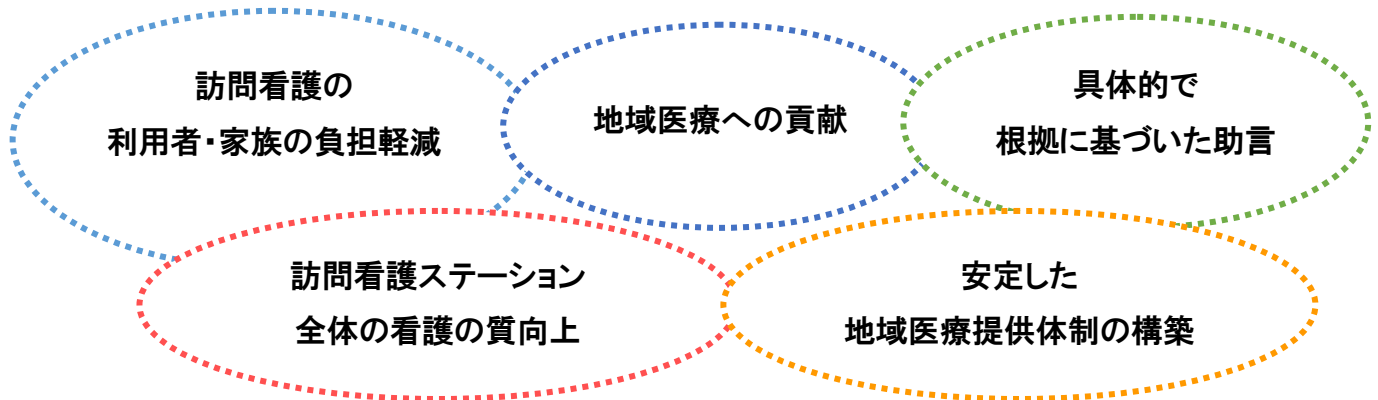 訪問看護の
利用者・家族の負担軽減
地域医療への貢献
具体的で
根拠に基づいた助言
訪問看護ステーション
全体の看護の質向上
安定した
地域医療提供体制の構築